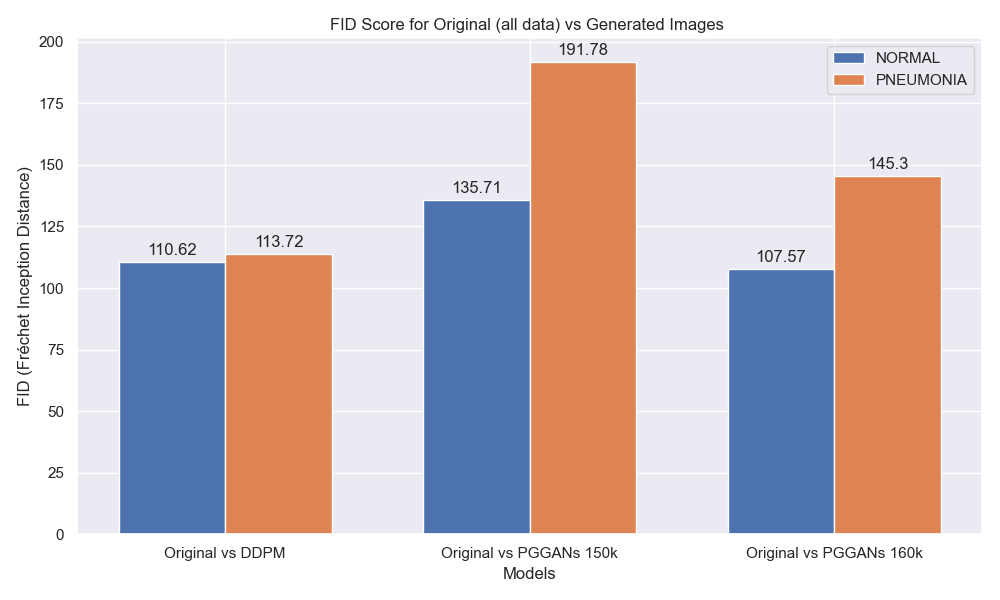 FID Score for Original (all data) vs Generated Images
NORMAL
PNEUMONIA
FID (Fréchet Inception Distance)
200
175
150
125
100
75
50
25
0
110.62
113.72
135.71
191.78
107.57
145.3
Original vs DDPM
Original vs PGGANs 150k
Original vs PGGANs 160k
Models